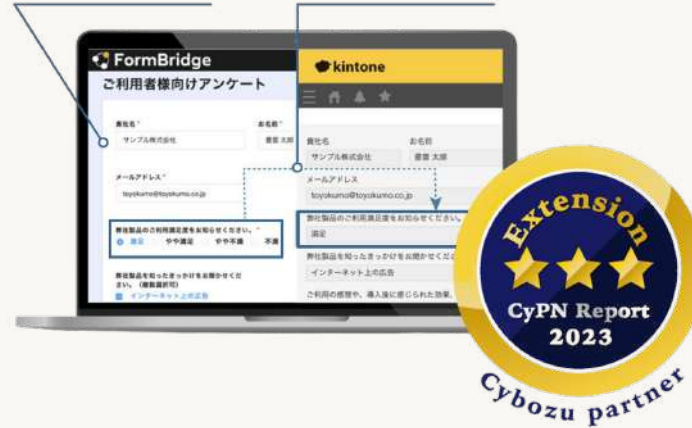 FormBridge
ご利用者様向けアンケート
貴社名*
お名前*
サンプル株式会社
豊雲 太郎
メールアドレス*
toyokumo@toyokumo.co.jp
弊社製品のご利用満足度をお知らせください。*
満足
やや満足
やや不満
不満
弊社製品を知ったきっかけをお聞かせくだ
さい。(複数選択可)
インターネット上の広告
kintone
貴社名
お名前
サンプル株式会社
豊雲 太郎
メールアドレス
toyokumo@toyokumo.co.jp
弊社製品のご利用満足度をお知らせください。
満足
弊社製品を知ったきっかけをお聞かせくださ
インターネット上の広告
ご利用の感想や、導入後に感じられた効果、
Extension
CyPN Report
2023
Cybozu partner